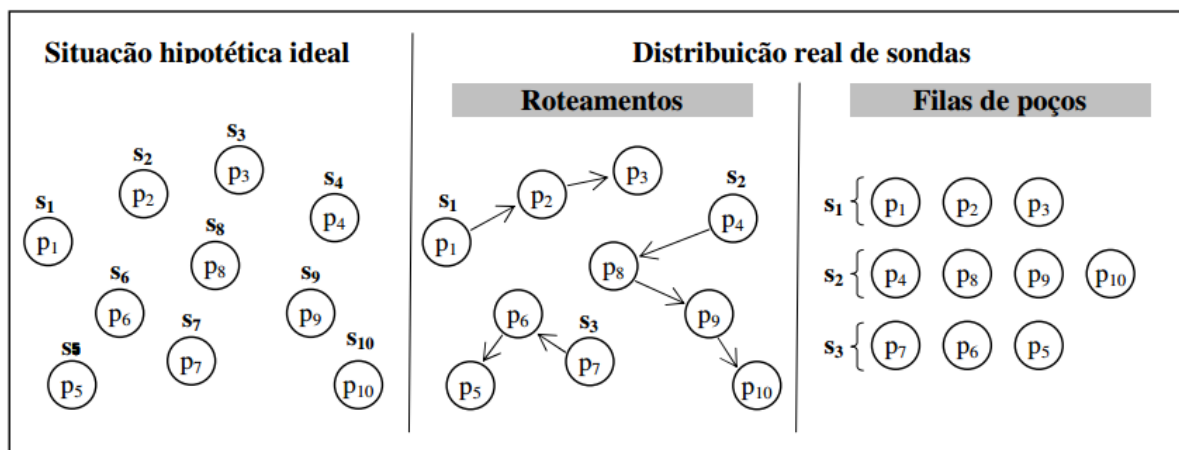 Situação hipotética ideal
s1
p1
s2
p2
s3
p3
s4
p4
s8
p8
s6
p6
s9
p9
s7
p7
s5
p5
s10
p10
Distribuição real de sondas
Roteamentos
s1
p1
p2
p3
s2
p4
p8
p9
p10
p6
s3
p7
p5
Filas de poços
s1 { p1 p2 p3
s2 { p4 p8 p9 p10
s3 { p7 p6 p5